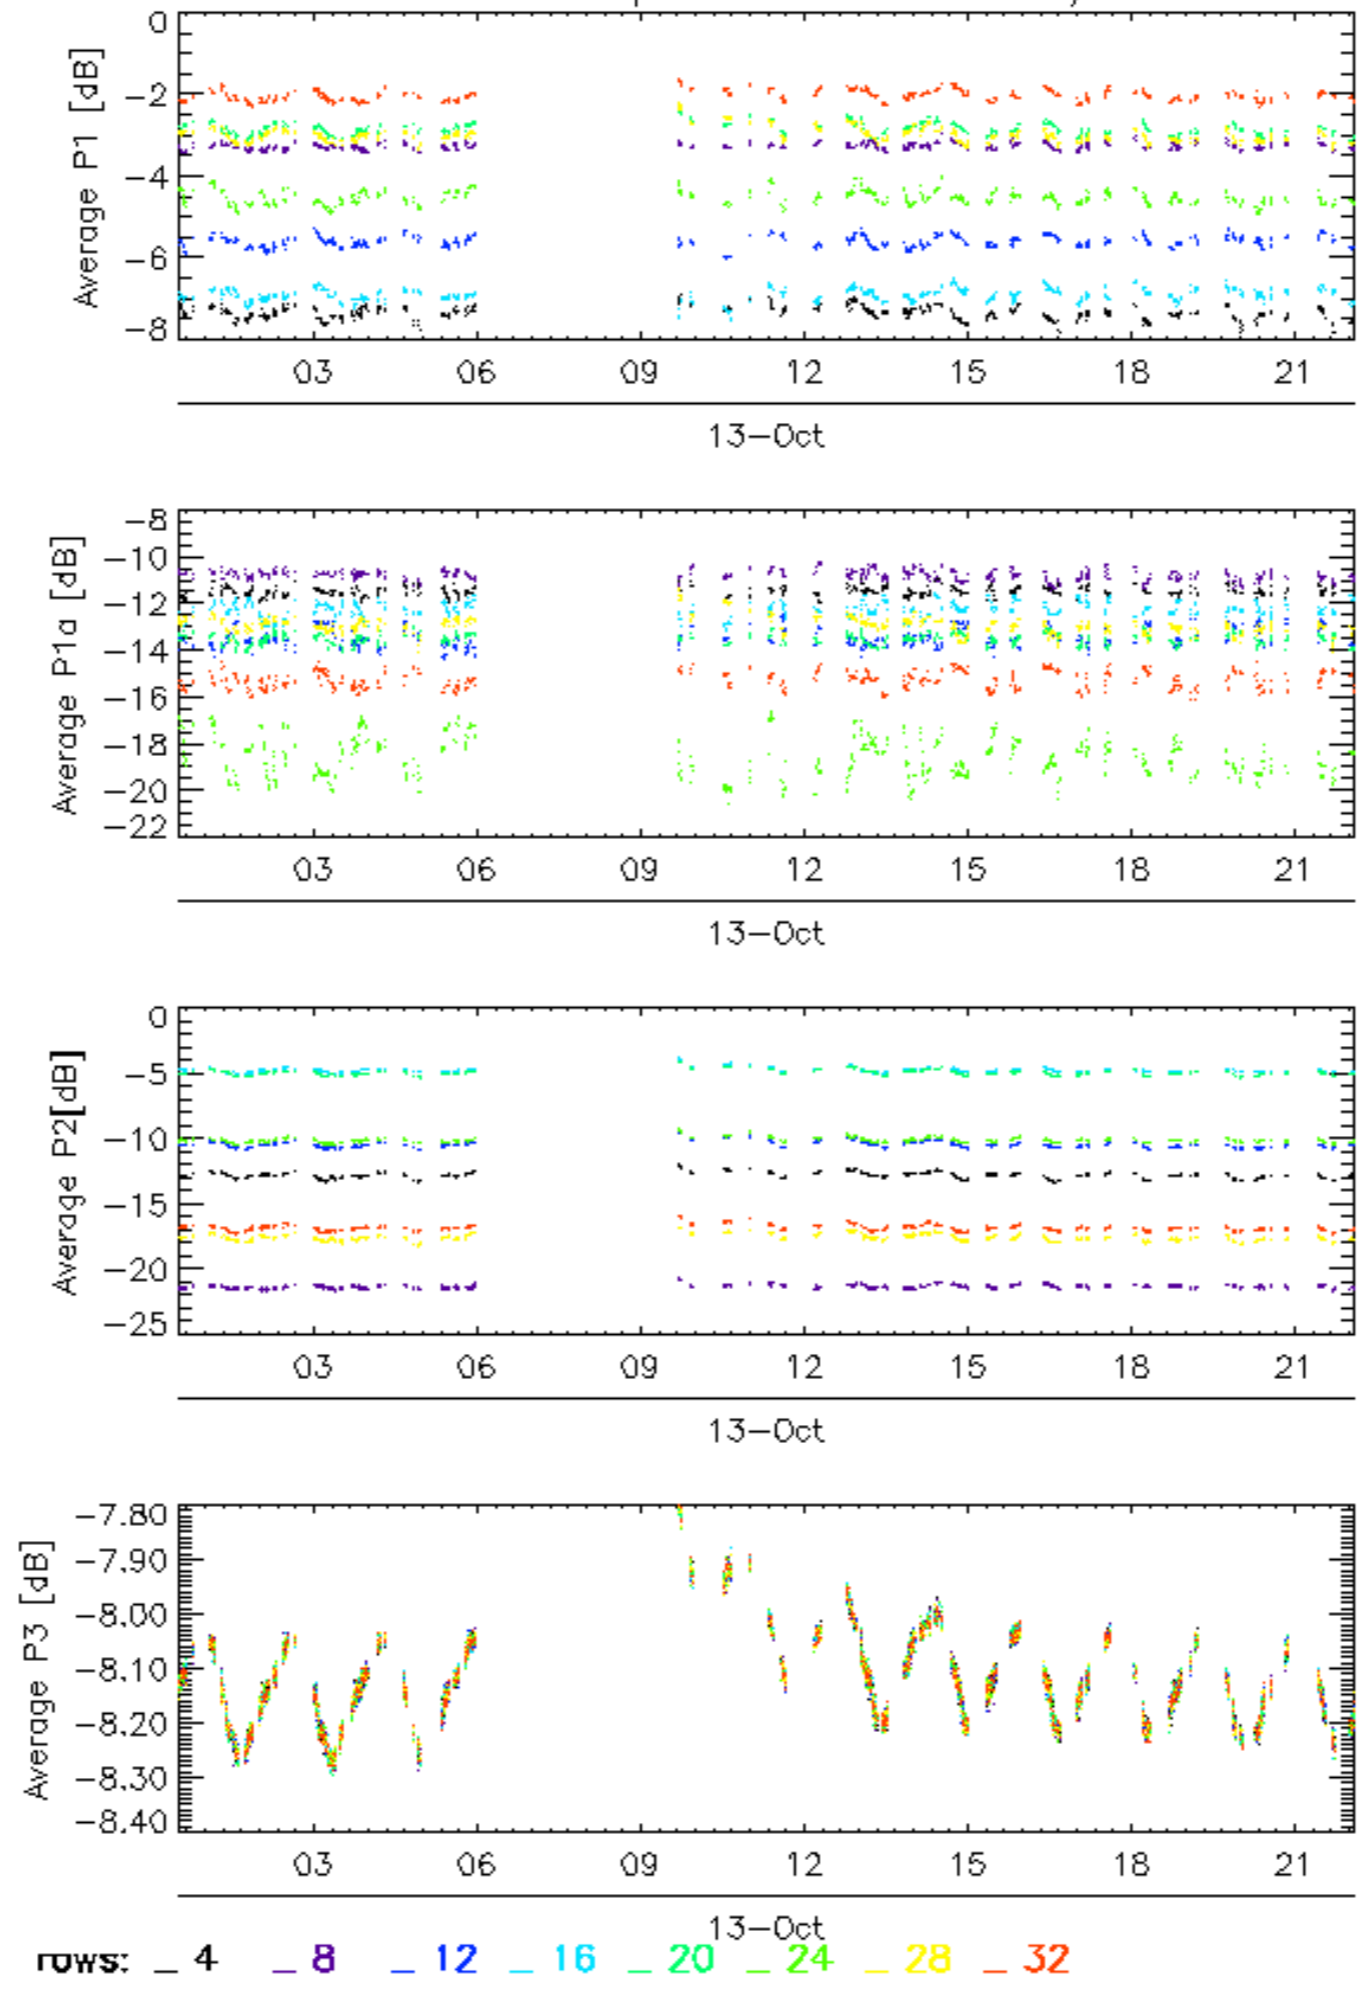 0
-2
-4
-6
-8
Average P1 [dB]
03 06 09 12 15 18 21
13-Oct
-8
-10
-12
-14
-16
-18
-20
-22
Average P1a [dB]
03 06 09 12 15 18 21
13-Oct
0
-5
-10
-15
-20
-25
Average P2[dB]
03 06 09 12 15 18 21
13-Oct
-7.80
-7.90
-8.00
-8.10
-8.20
-8.30
-8.40
Average P3 [dB]
03 06 09 12 15 18 21
13-Oct
rows: _ 4 _ 8 _ 12 _ 16 _ 20 _ 24 _ 28 _ 32